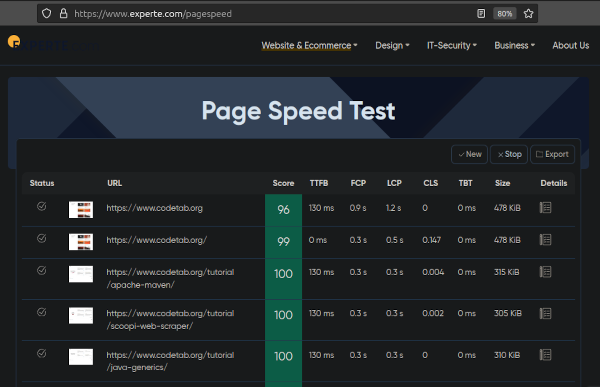 https://www.experte.com/pagespeed 80%
EXPERTE Website & Ecommerce Design IT-Security Business About Us
Page Speed Test
New Stop Export
Status URL Score TTFB FCP LCP CLS TBT Size Details
https://www.codetab.org 96 130 ms 0.9 s 1.2 s 0 0 ms 478 KiB
https://www.codetab.org/ 99 0 ms 0.3 s 0.5 s 0.147 0 ms 478 KiB
https://www.codetab.org/tutorial 100 130 ms 0.3 s 0.3 s 0.004 0 ms 315 KiB
/apache-maven/
https://www.codetab.org/tutorial 100 130 ms 0.3 s 0.3 s 0.002 0 ms 305 KiB
/scoopi-web-scraper/
https://www.codetab.org/tutorial 100 130 ms 0.3 s 0.3 s 0 0 ms 310 KiB
/java-generics/